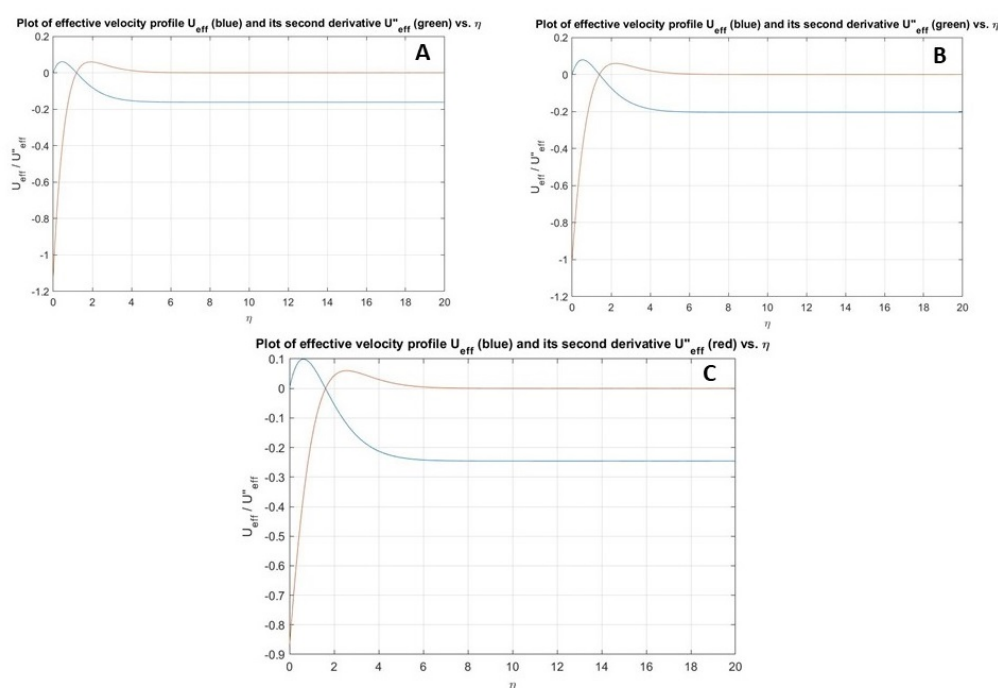 Plot of effective velocity profile U_eff (blue) and its second derivative U"_eff (green) vs. η
A
0.2
0
-0.2
-0.4
-0.6
-0.8
-1
-1.2
U_eff / U"_eff
0 2 4 6 8 10 12 14 16 18 20
η
Plot of effective velocity profile U_eff (blue) and its second derivative U"_eff (green) vs. η
B
0.2
0
-0.2
-0.4
-0.6
-0.8
-1
-1.2
U_eff / U"_eff
0 2 4 6 8 10 12 14 16 18 20
η
Plot of effective velocity profile U_eff (blue) and its second derivative U"_eff (red) vs. η
C
0.1
0
-0.1
-0.2
-0.3
-0.4
-0.5
-0.6
-0.7
-0.8
-0.9
U_eff / U"_eff
0 2 4 6 8 10 12 14 16 18 20
η